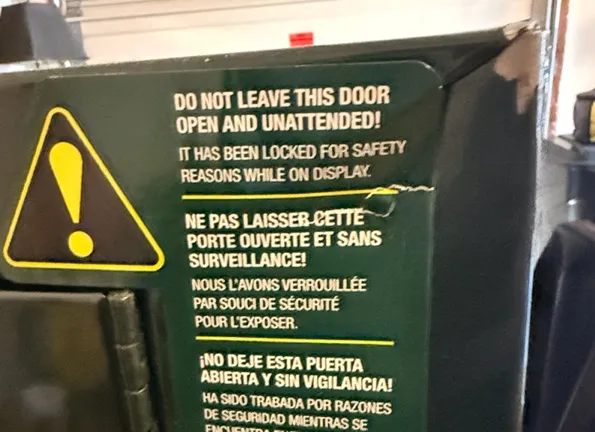 DO NOT LEAVE THIS DOOR
OPEN AND UNATTENDED!
IT HAS BEEN LOCKED FOR SAFETY
REASONS WHILE ON DISPLAY.
NE PAS LAISSER CETTE
PORTE OUVERTE ET SANS
SURVEILLANCE!
NOUS L'AVONS VERROUILLÉE
PAR SOUCI DE SÉCURITÉ
POUR L'EXPOSER.
¡NO DEJE ESTA PUERTA
ABIERTA Y SIN VIGILANCIA!
HA SIDO TRABADA POR RAZONES
DE SEGURIDAD MIENTRAS SE